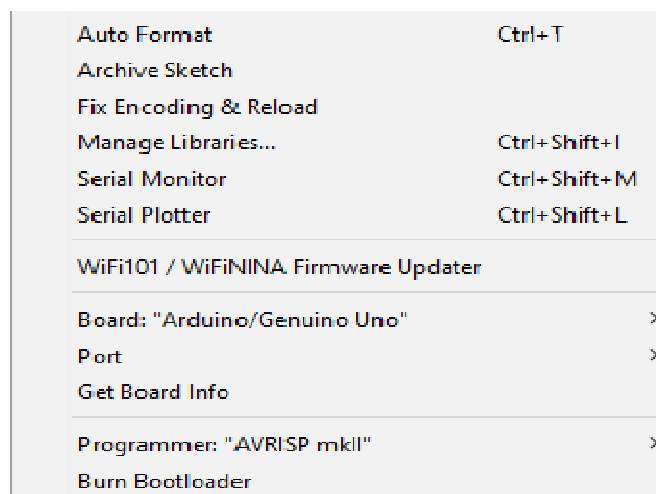 Auto Format Ctrl+T
Archive Sketch
Fix Encoding & Reload
Manage Libraries... Ctrl+Shift+I
Serial Monitor Ctrl+Shift+M
Serial Plotter Ctrl+Shift+L
WiFi101 / WiFiNINA Firmware Updater
Board: "Arduino/Genuino Uno"
Port
Get Board Info
Programmer: "AVRISP mkII"
Burn Bootloader